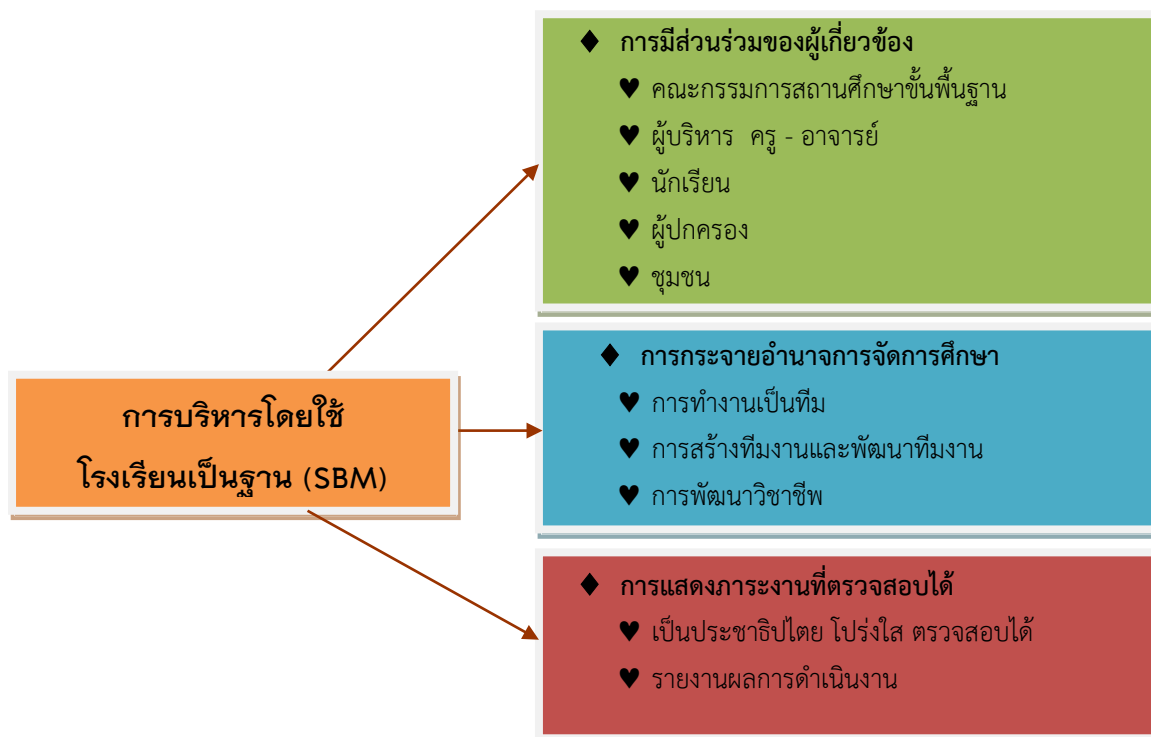 การบริหารโดยใช้
โรงเรียนเป็นฐาน (SBM)
♦ การมีส่วนร่วมของผู้เกี่ยวข้อง
♥ คณะกรรมการสถานศึกษาขั้นพื้นฐาน
♥ ผู้บริหาร ครู - อาจารย์
♥ นักเรียน
♥ ผู้ปกครอง
♥ ชุมชน
♦ การกระจายอำนาจการจัดการศึกษา
♥ การทำงานเป็นทีม
♥ การสร้างทีมงานและพัฒนาทีมงาน
♥ การพัฒนาวิชาชีพ
♦ การแสดงภาระงานที่ตรวจสอบได้
♥ เป็นประชาธิปไตย โปร่งใส ตรวจสอบได้
♥ รายงานผลการดำเนินงาน